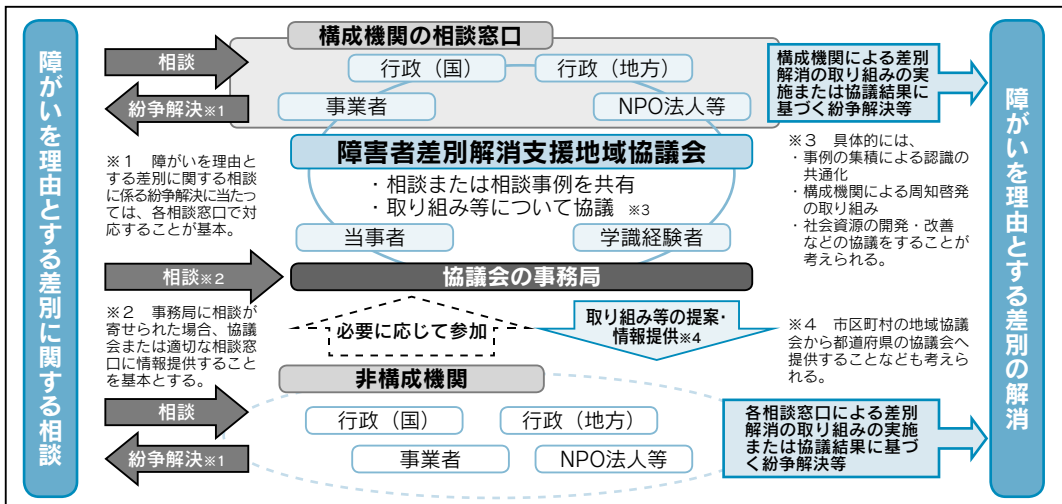 障がいを理由とする差別に関する相談
構成機関の相談窓口
相談
行政（国）
行政（地方）
紛争解決※1
事業者
NPO法人等
構成機関による差別
解消の取り組みの実
施または協議結果に
基づく紛争解決等
障害者差別解消支援地域協議会
・相談または相談事例を共有
・取り組み等について協議 ※3
当事者
学識経験者
※1 障がいを理由と
する差別に関する相談
に係る紛争解決に当たっ
ては、各相談窓口で対
応することが基本。
※3 具体的には、
・事例の集積による認識の
共通化
・構成機関による周知啓発
の取り組み
・社会資源の開発・改善
などの協議をすることが
考えられる。
相談※2
協議会の事務局
※2 事務局に相談が
寄せられた場合、協議
会または適切な相談窓
口に情報提供すること
を基本とする。
必要に応じて参加
取り組み等の提案・
情報提供※4
※4 市区町村の地域協議
会から都道府県の協議会へ
提供することなども考えら
れる。
非構成機関
相談
行政（国）
行政（地方）
紛争解決※1
事業者
NPO法人等
各相談窓口による差別
解消の取り組みの実施
または協議結果に基づ
く紛争解決等
障がいを理由とする差別の解消